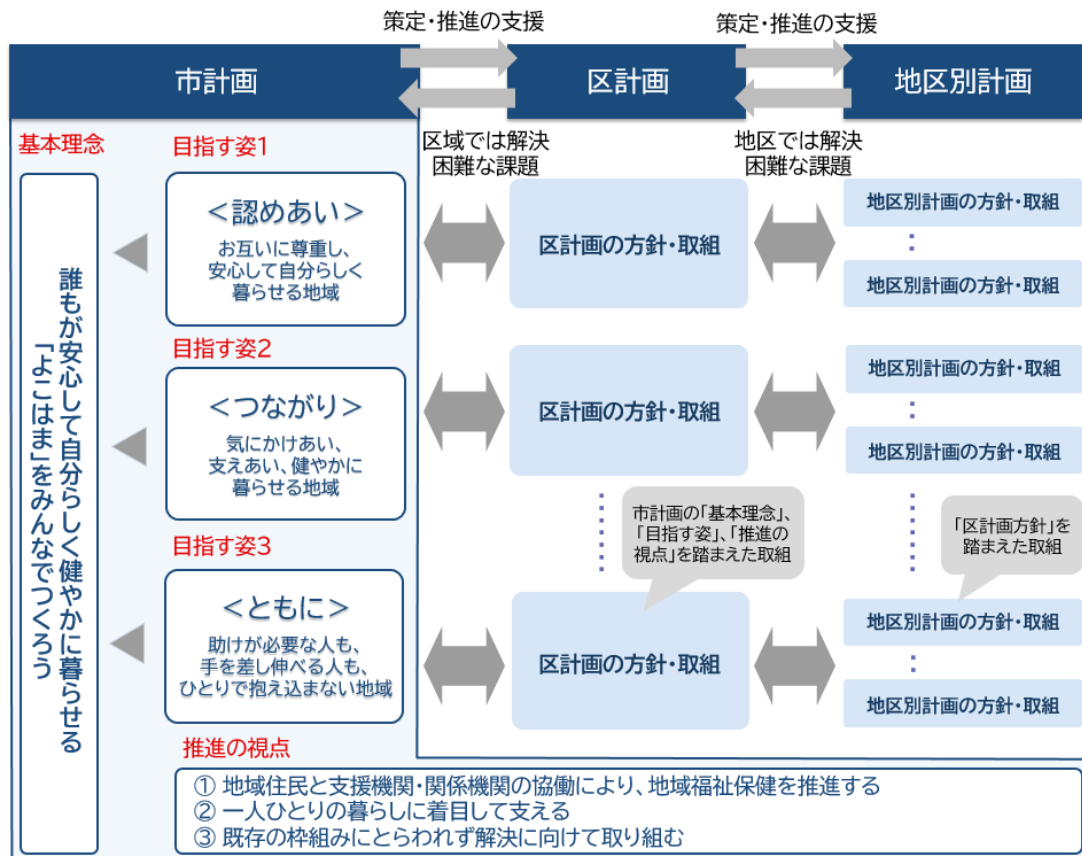 策定・推進の支援
策定・推進の支援
市計画
区計画
地区別計画
基本理念
誰もが安心して自分らしく健やかに暮らせる
「よこはま」をみんなでつくろう
目指す姿1
＜認めあい＞
お互いに尊重し、
安心して自分らしく
暮らせる地域
目指す姿2
＜つながり＞
気にかけあい、
支えあい、健やかに
暮らせる地域
目指す姿3
＜ともに＞
助けが必要な人も、
手を差し伸べる人も、
ひとりで抱え込まない地域
区域では解決
困難な課題
区計画の方針・取組
区計画の方針・取組
市計画の「基本理念」、
「目指す姿」、「推進の
視点」を踏まえた取組
区計画の方針・取組
地区では解決
困難な課題
地区別計画の方針・取組
地区別計画の方針・取組
地区別計画の方針・取組
地区別計画の方針・取組
「区計画方針」を
踏まえた取組
地区別計画の方針・取組
地区別計画の方針・取組
推進の視点
① 地域住民と支援機関・関係機関の協働により、地域福祉保健を推進する
② 一人ひとりの暮らしに着目して支える
③ 既存の枠組みにとらわれず解決に向けて取り組む